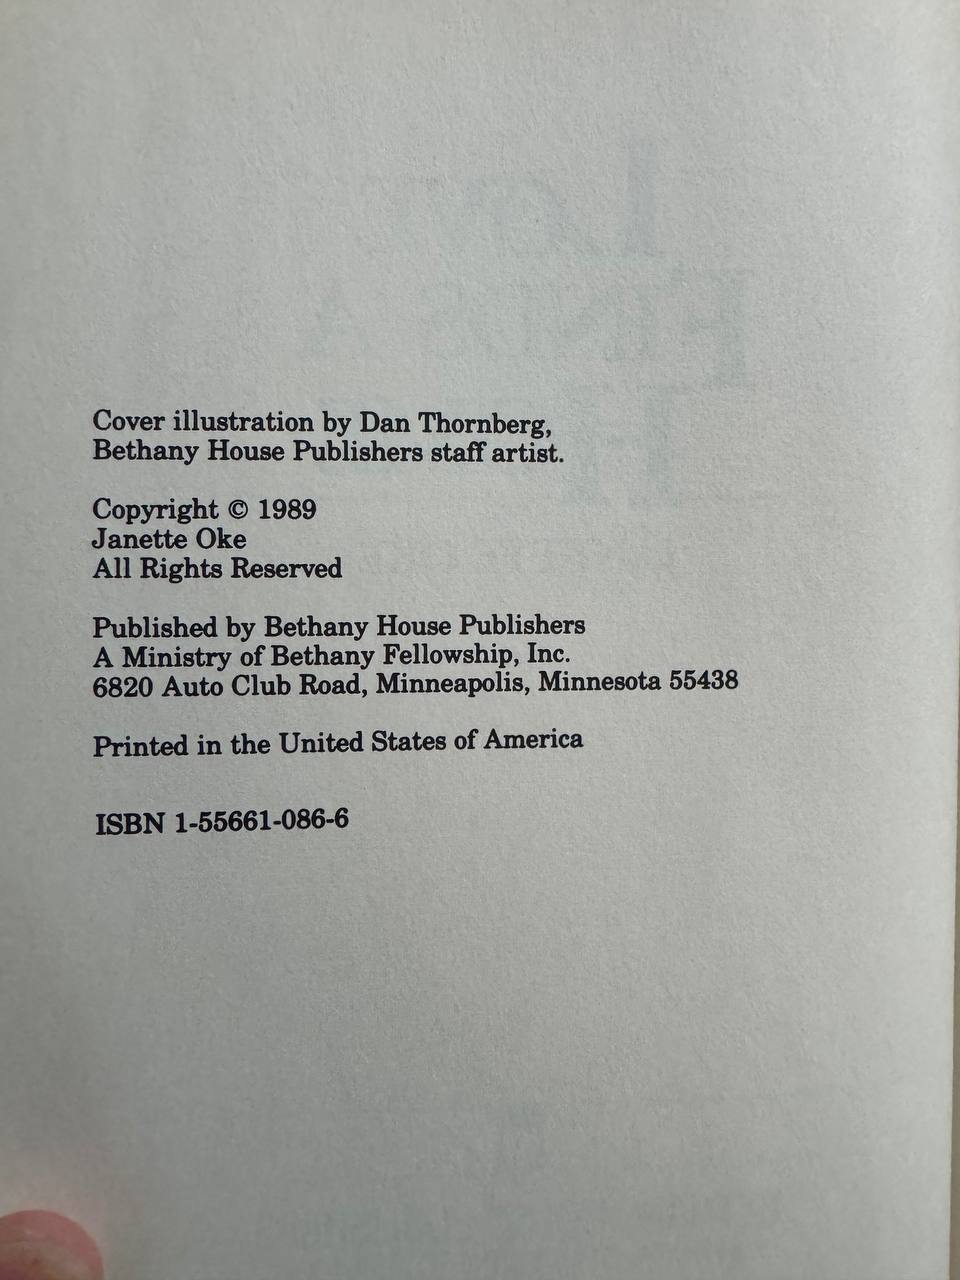 Cover illustration by Dan Thornberg,
Bethany House Publishers staff artist.
Copyright © 1989
Janette Oke
All Rights Reserved
Published by Bethany House Publishers
A Ministry of Bethany Fellowship, Inc.
6820 Auto Club Road, Minneapolis, Minnesota 55438
Printed in the United States of America
ISBN 1-55661-086-6